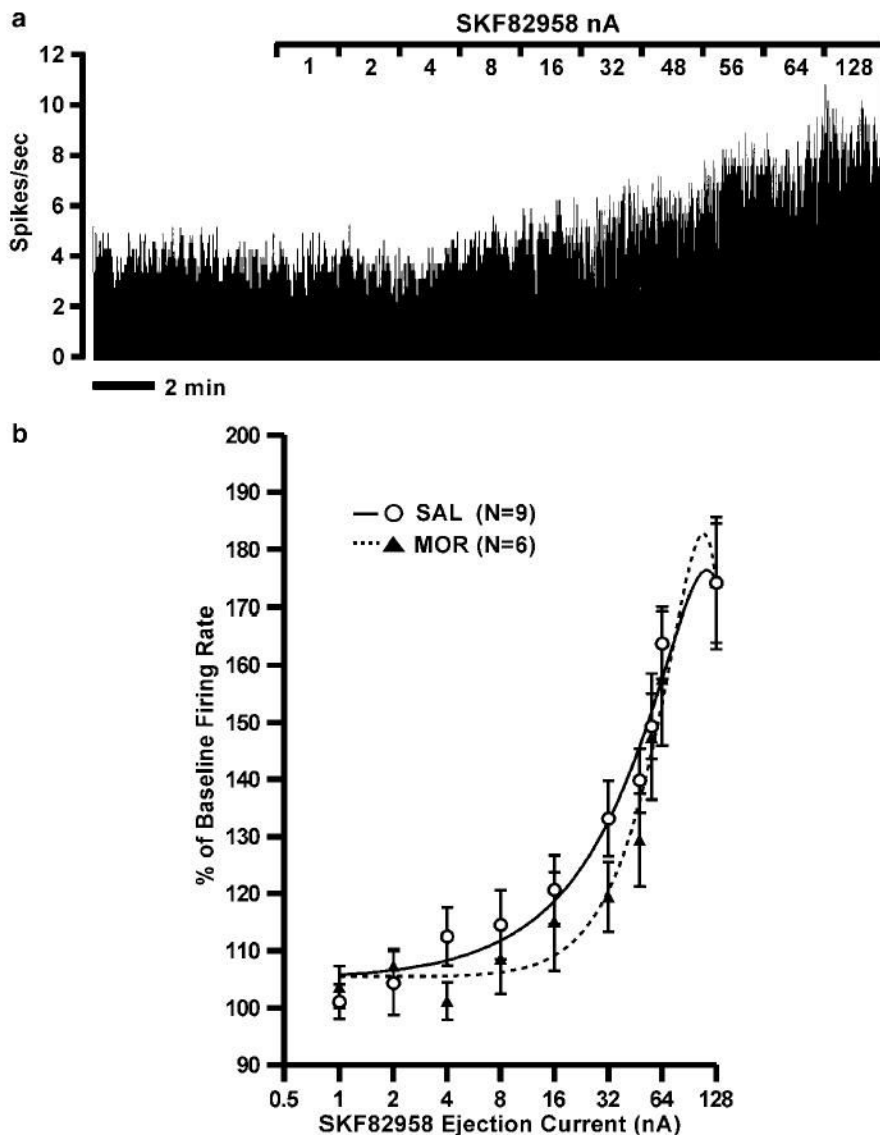 a
SKF82958 nA
1 2 4 8 16 32 48 56 64 128
12
10
8
6
4
2
0
Spikes/sec
2 min
b
200
190
180
170
160
150
140
130
120
110
100
90
% of Baseline Firing Rate
SAL (N=9)
MOR (N=6)
0.5 1 2 4 8 16 32 64 128
SKF82958 Ejection Current (nA)